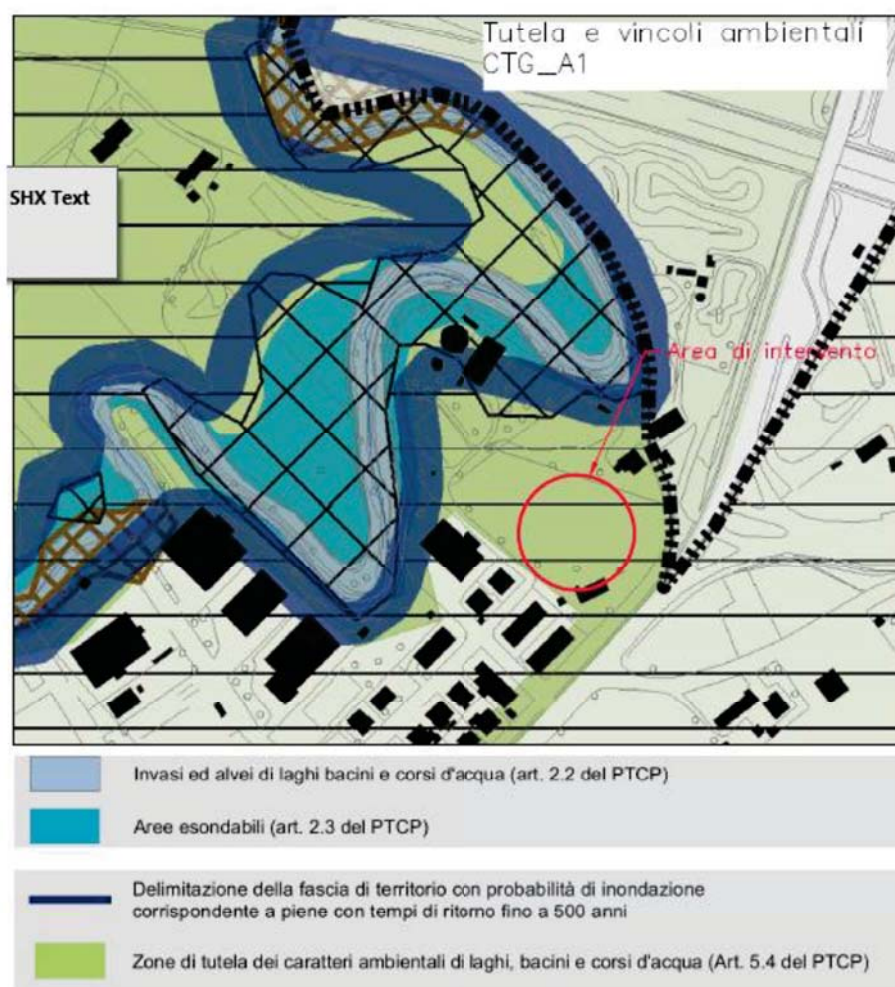 Tutela e vincoli ambientali
CTG_A1
SHX Text
Area di intervento
Invasi ed alvei di laghi bacini e corsi d'acqua (art. 2.2 del PTCP)
Aree esondabili (art. 2.3 del PTCP)
Delimitazione della fascia di territorio con probabilità di inondazione
corrispondente a piene con tempi di ritorno fino a 500 anni
Zone di tutela dei caratteri ambientali di laghi, bacini e corsi d'acqua (Art. 5.4 del PTCP)